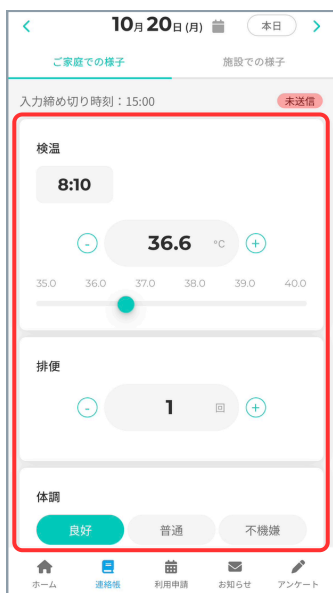 10月20日(月) 本日
ご家庭での様子 施設での様子
入力締め切り時刻：15:00 未送信
検温
8:10
- 36.6 °C +
35.0 36.0 37.0 38.0 39.0 40.0
排便
- 1 回 +
体調
良好 普通 不機嫌
ホーム 連絡帳 利用申請 お知らせ アンケート